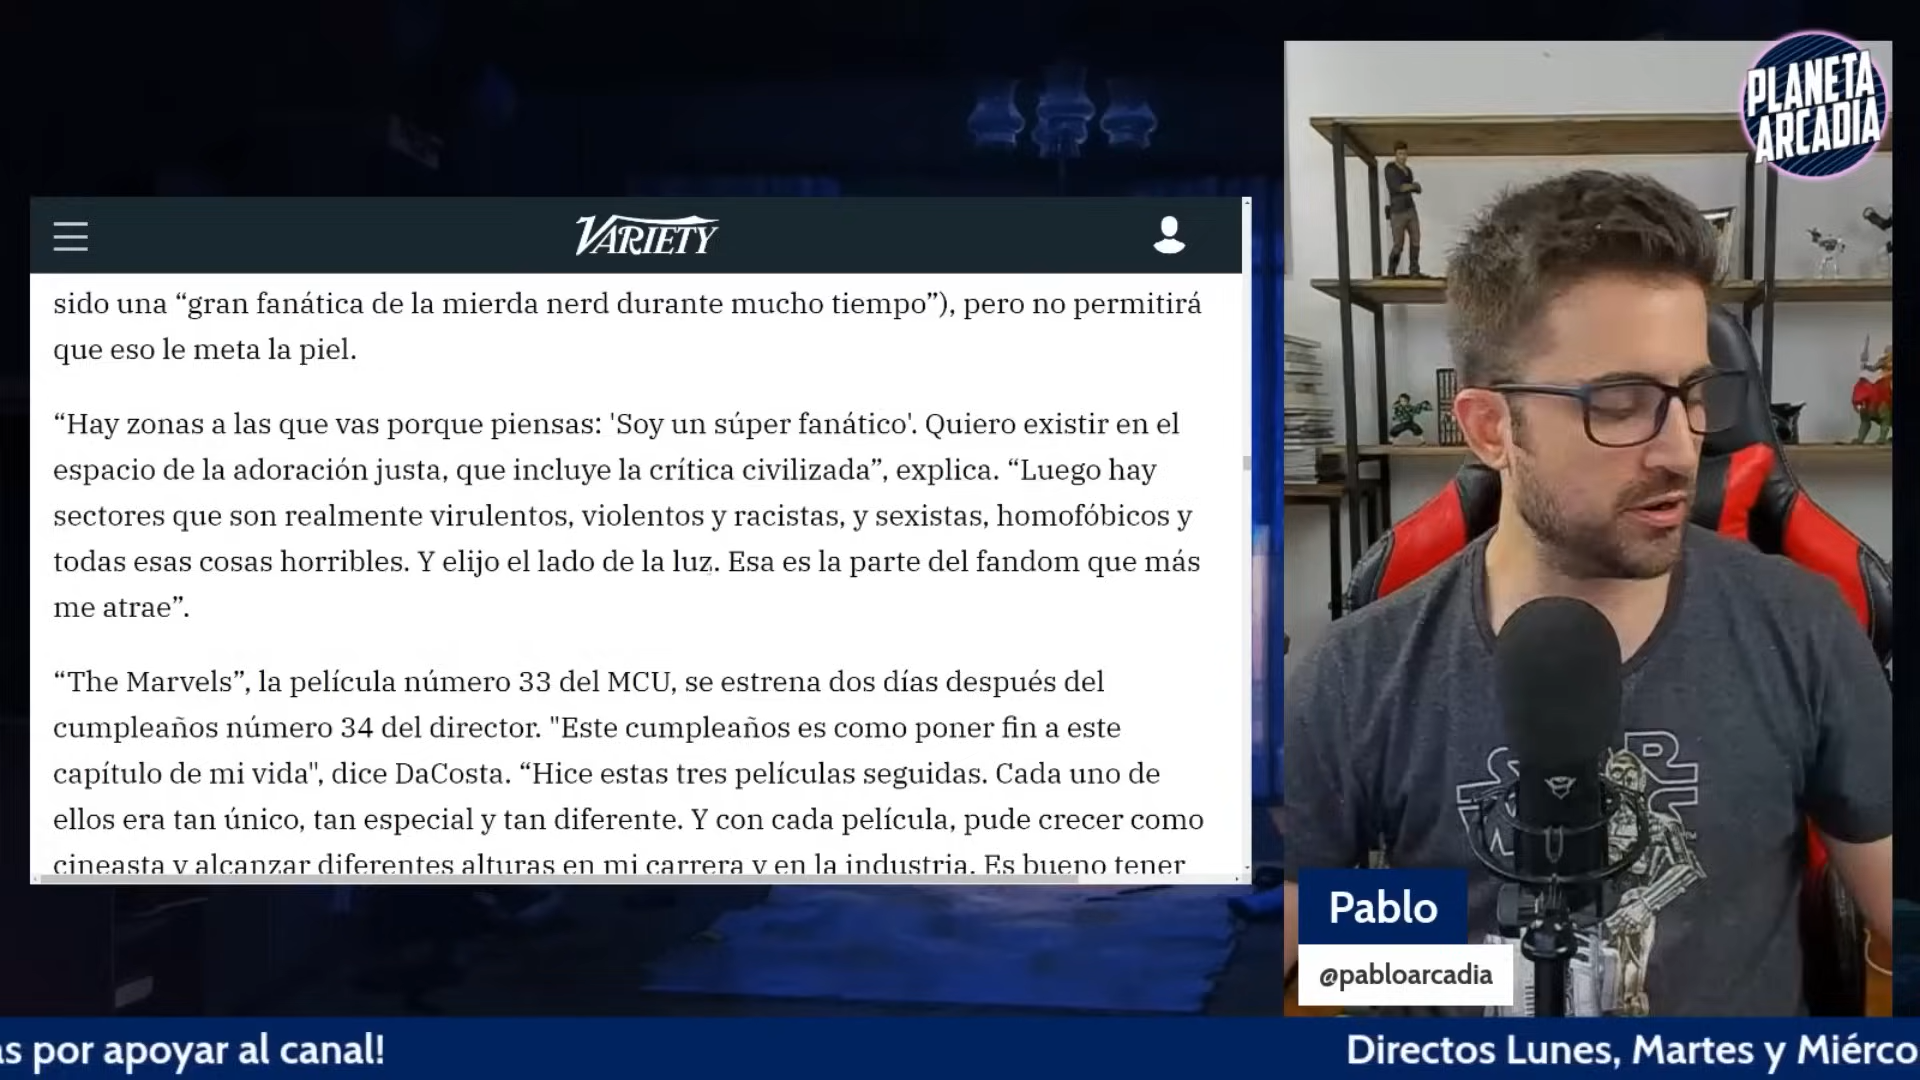 PLANETA
ARCADIA
VARIETY
sido una “gran fanática de la mierda nerd durante mucho tiempo”), pero no permitirá
que eso le meta la piel.
“Hay zonas a las que vas porque piensas: 'Soy un súper fanático'. Quiero existir en el
espacio de la adoración justa, que incluye la crítica civilizada”, explica. “Luego hay
sectores que son realmente virulentos, violentos y racistas, y sexistas, homofóbicos y
todas esas cosas horribles. Y elijo el lado de la luz. Esa es la parte del fandom que más
me atrae”.
“The Marvels”, la película número 33 del MCU, se estrena dos días después del
cumpleaños número 34 del director. "Este cumpleaños es como poner fin a este
capítulo de mi vida", dice DaCosta. “Hice estas tres películas seguidas. Cada uno de
ellos era tan único, tan especial y tan diferente. Y con cada película, pude crecer como
cineasta y alcanzar diferentes alturas en mi carrera y en la industria. Es bueno tener
Pablo
@pabloarcadia
as por apoyar al canal!
Directos Lunes, Martes y Miérco